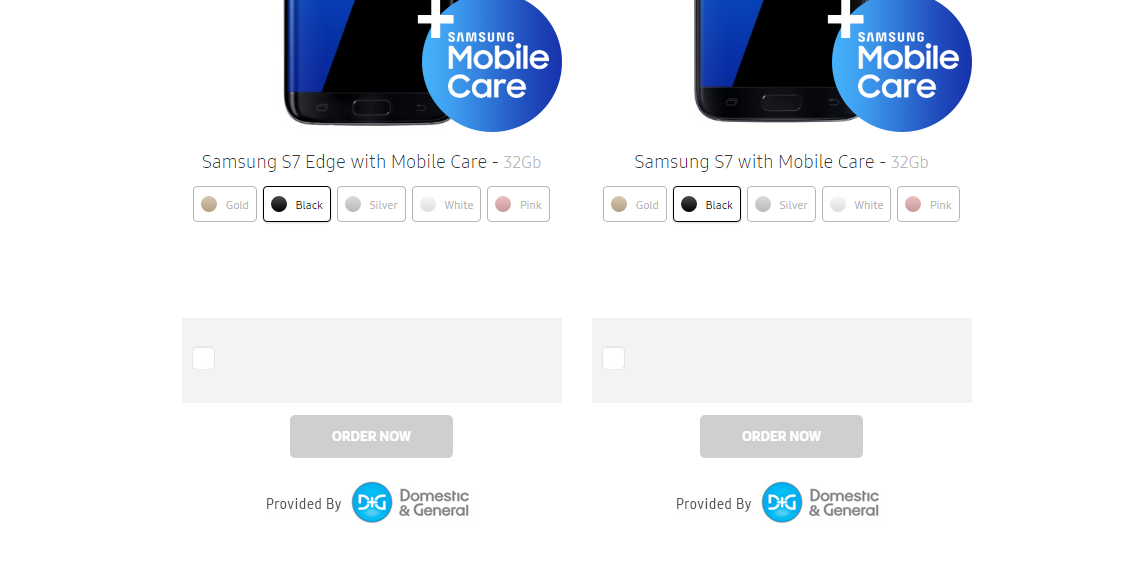 SAMSUNG
Mobile
Care
SAMSUNG
Mobile
Care
Samsung S7 Edge with Mobile Care - 32Gb
Samsung S7 with Mobile Care - 32Gb
Gold Black Silver White Pink
Gold Black Silver White Pink
ORDER NOW
ORDER NOW
Provided By D&G Domestic
& General
Provided By D&G Domestic
& General